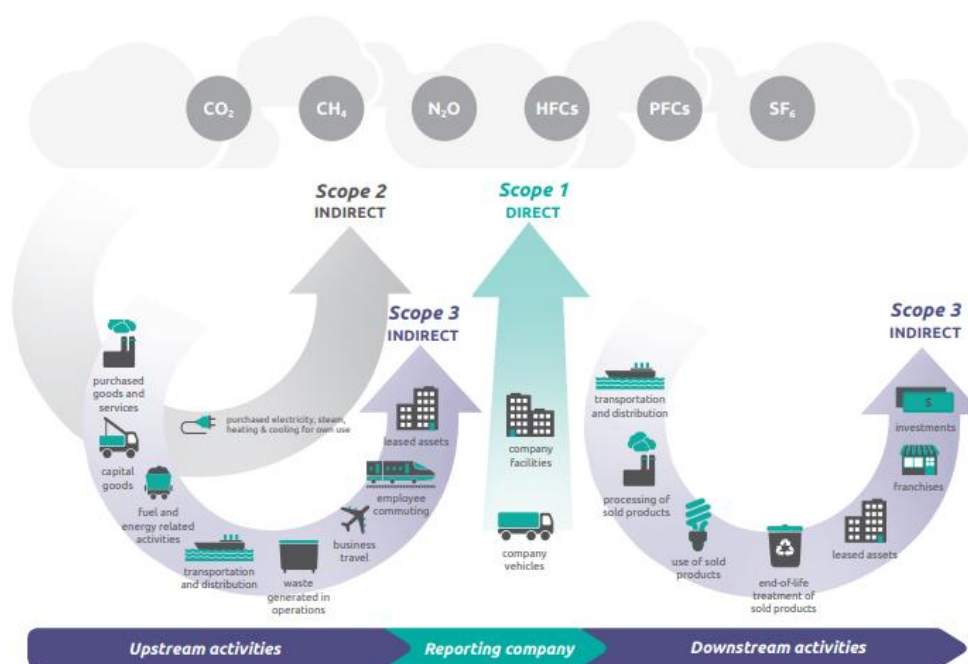 CO₂
CH₄
N₂O
HFCs
PFCs
SF₆
Scope 2
INDIRECT
Scope 1
DIRECT
Scope 3
INDIRECT
Scope 3
INDIRECT
purchased
goods and
services
capital
goods
fuel and
energy related
activities
transportation
and distribution
waste
generated in
operations
business
travel
employee
commuting
leased assets
purchased electricity, steam,
heating & cooling for own use
company
facilities
company
vehicles
transportation
and distribution
processing of
sold products
use of sold
products
end-of-life
treatment of
sold products
leased assets
franchises
$
investments
Upstream activities
Reporting company
Downstream activities